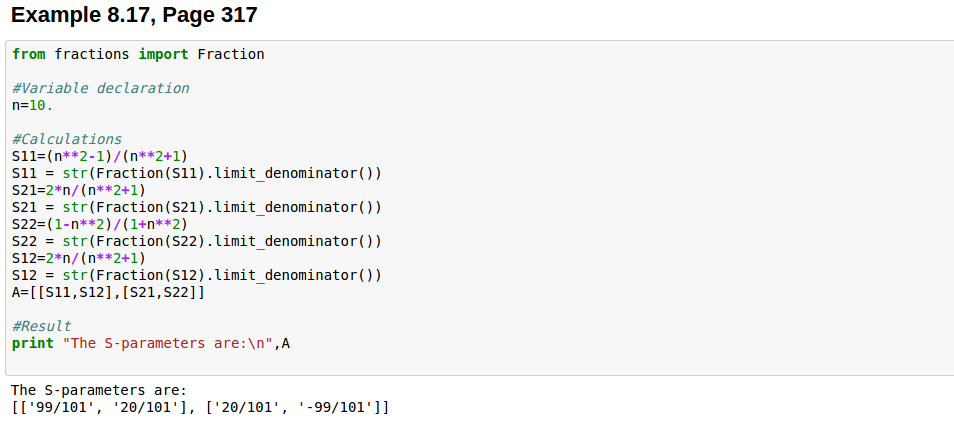 Example 8.17, Page 317
from fractions import Fraction
#Variable declaration
n=10.
#Calculations
S11=(n**2-1)/(n**2+1)
S11 = str(Fraction(S11).limit_denominator())
S21=2*n/(n**2+1)
S21 = str(Fraction(S21).limit_denominator())
S22=(1-n**2)/(1+n**2)
S22 = str(Fraction(S22).limit_denominator())
S12=2*n/(n**2+1)
S12 = str(Fraction(S12).limit_denominator())
A=[[S11,S12],[S21,S22]]
#Result
print "The S-parameters are:\n",A
The S-parameters are:
[['99/101', '20/101'], ['20/101', '-99/101']]